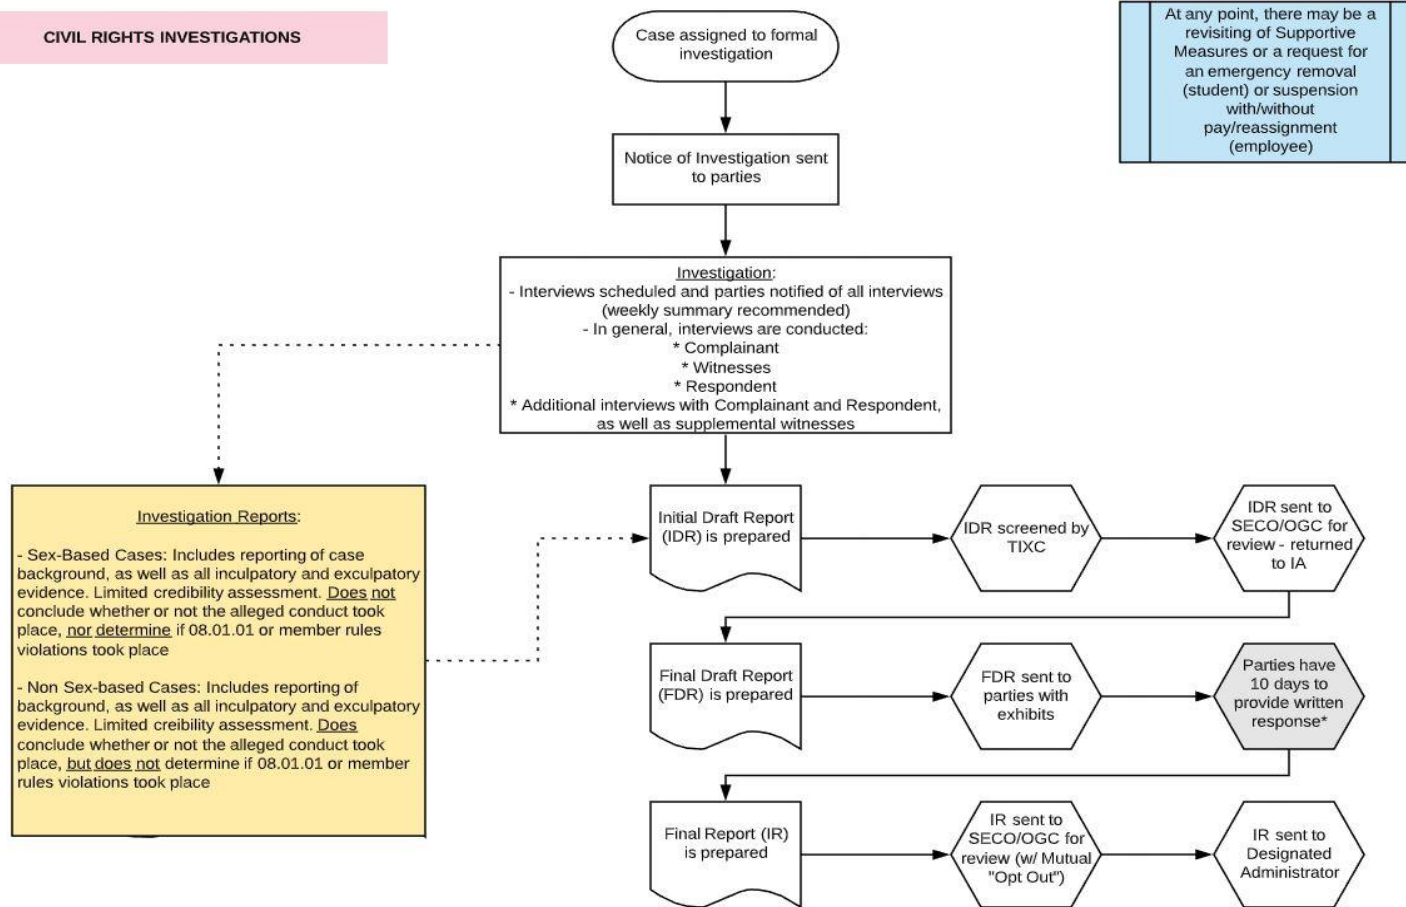 CIVIL RIGHTS INVESTIGATIONS
Case assigned to formal
investigation
At any point, there may be a
revisiting of Supportive
Measures or a request for
an emergency removal
(student) or suspension
with/without
pay/reassignment
(employee)
Notice of Investigation sent
to parties
Investigation:
- Interviews scheduled and parties notified of all interviews
(weekly summary recommended)
- In general, interviews are conducted:
* Complainant
* Witnesses
* Respondent
* Additional interviews with Complainant and Respondent,
as well as supplemental witnesses
Investigation Reports:
- Sex-Based Cases: Includes reporting of case
background, as well as all inculpatory and exculpatory
evidence. Limited credibility assessment. Does not
conclude whether or not the alleged conduct took
place, nor determine if 08.01.01 or member rules
violations took place
- Non Sex-based Cases: Includes reporting of
background, as well as all inculpatory and exculpatory
evidence. Limited creibility assessment. Does
conclude whether or not the alleged conduct took
place, but does not determine if 08.01.01 or member
rules violations took place
Initial Draft Report
(IDR) is prepared
IDR screened by
TIXC
IDR sent to
SECO/OGC for
review - returned
to IA
Final Draft Report
(FDR) is prepared
FDR sent to
parties with
exhibits
Parties have
10 days to
provide written
response*
Final Report (IR)
is prepared
IR sent to
SECO/OGC for
review (w/ Mutual
"Opt Out")
IR sent to
Designated
Administrator